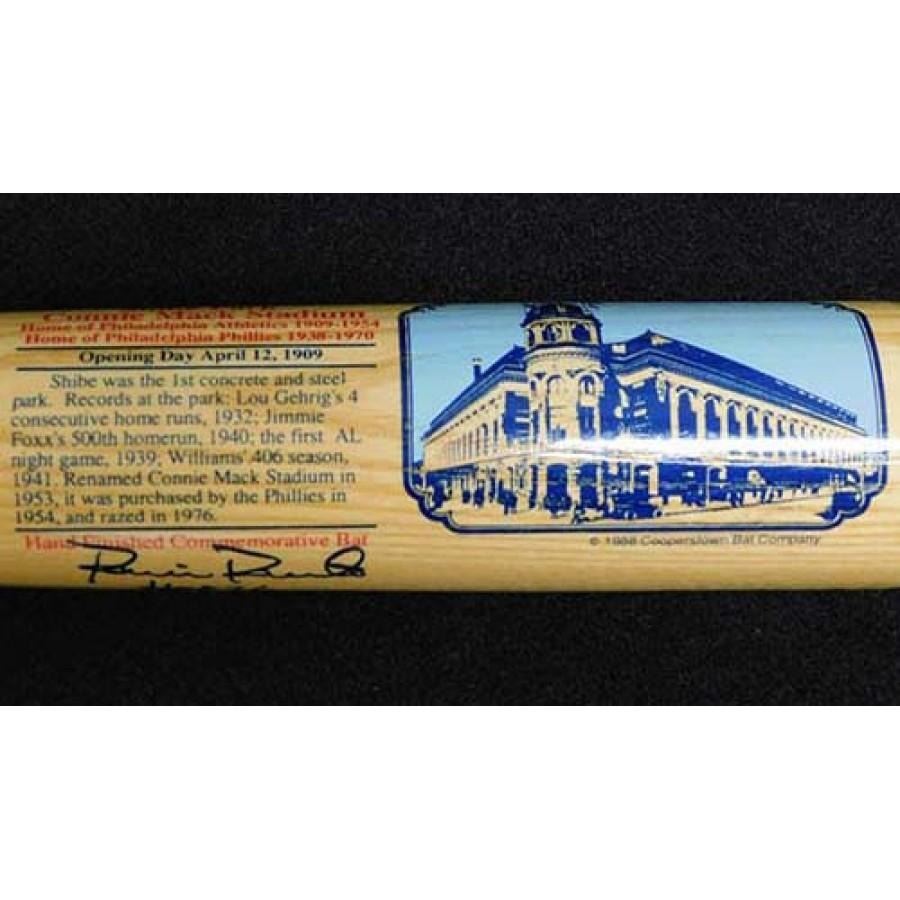 Connie Mack Stadium
Home of Philadelphia Athletics 1909-1954
Home of Philadelphia Phillies 1938-1970
Opening Day April 12, 1909
Shibe was the 1st concrete and steel
park. Records at the park: Lou Gehrig's 4
consecutive home runs, 1932; Jimmie
Foxx's 500th homerun, 1940; the first AL
night game, 1939; Williams' 406 season,
1941. Renamed Connie Mack Stadium in
1953, it was purchased by the Phillies in
1954, and razed in 1976.
Hand Finished Commemorative Bat
© 1988 Cooperstown Bat Company